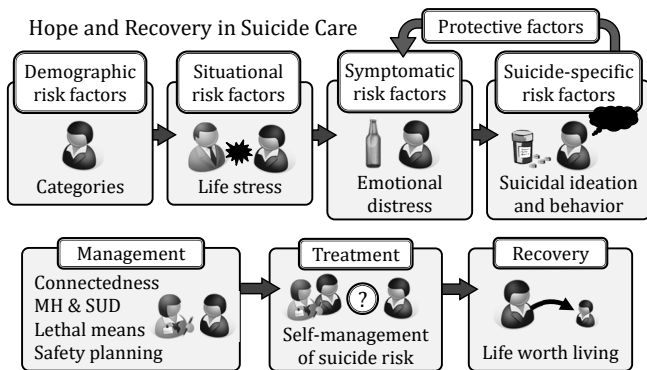 Hope and Recovery in Suicide Care
Protective factors
Demographic
risk factors
Categories
Situational
risk factors
Life stress
Symptomatic
risk factors
Emotional
distress
Suicide-specific
risk factors
Suicidal ideation
and behavior
Management
Connectedness
MH & SUD
Lethal means
Safety planning
Treatment
?
Self-management
of suicide risk
Recovery
Life worth living